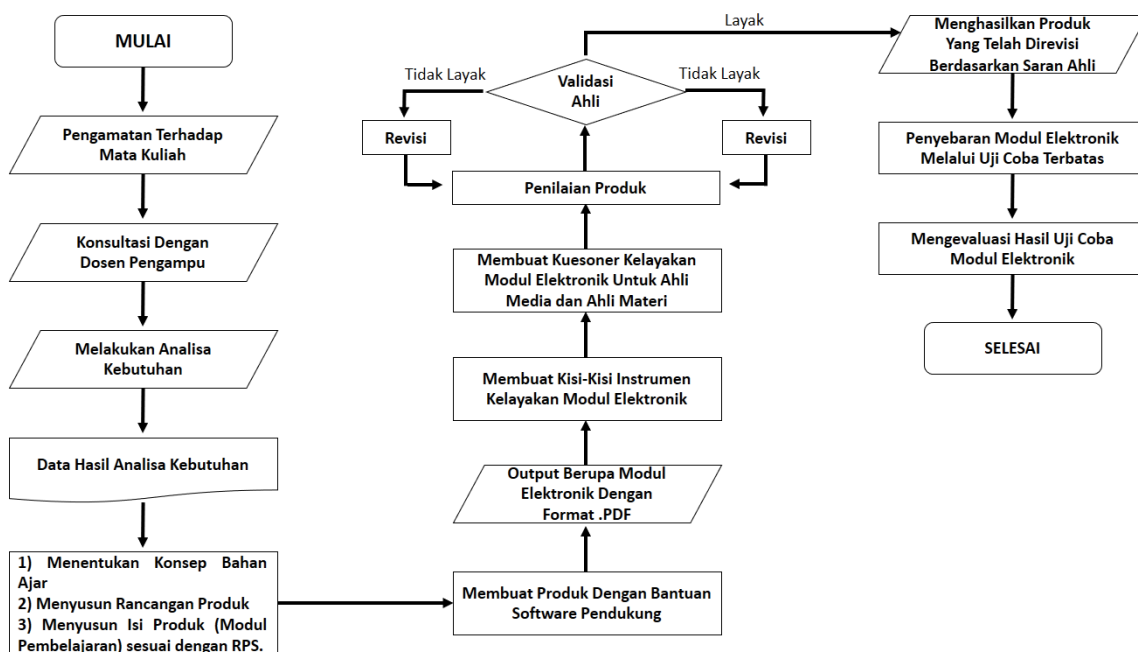 MULAI
Pengamatan Terhadap
Mata Kuliah
Konsultasi Dengan
Dosen Pengampu
Melakukan Analisa
Kebutuhan
Data Hasil Analisa Kebutuhan
1) Menentukan Konsep Bahan
Ajar
2) Menyusun Rancangan Produk
3) Menyusun Isi Produk (Modul
Pembelajaran) sesuai dengan RPS.
Membuat Produk Dengan Bantuan
Software Pendukung
Output Berupa Modul
Elektronik Dengan
Format .PDF
Membuat Kisi-Kisi Instrumen
Kelayakan Modul Elektronik
Membuat Kuesoner Kelayakan
Modul Elektronik Untuk Ahli
Media dan Ahli Materi
Penilaian Produk
Validasi
Ahli
Tidak Layak
Revisi
Tidak Layak
Revisi
Layak
Menghasilkan Produk
Yang Telah Direvisi
Berdasarkan Saran Ahli
Penyebaran Modul Elektronik
Melalui Uji Coba Terbatas
Mengevaluasi Hasil Uji Coba
Modul Elektronik
SELESAI